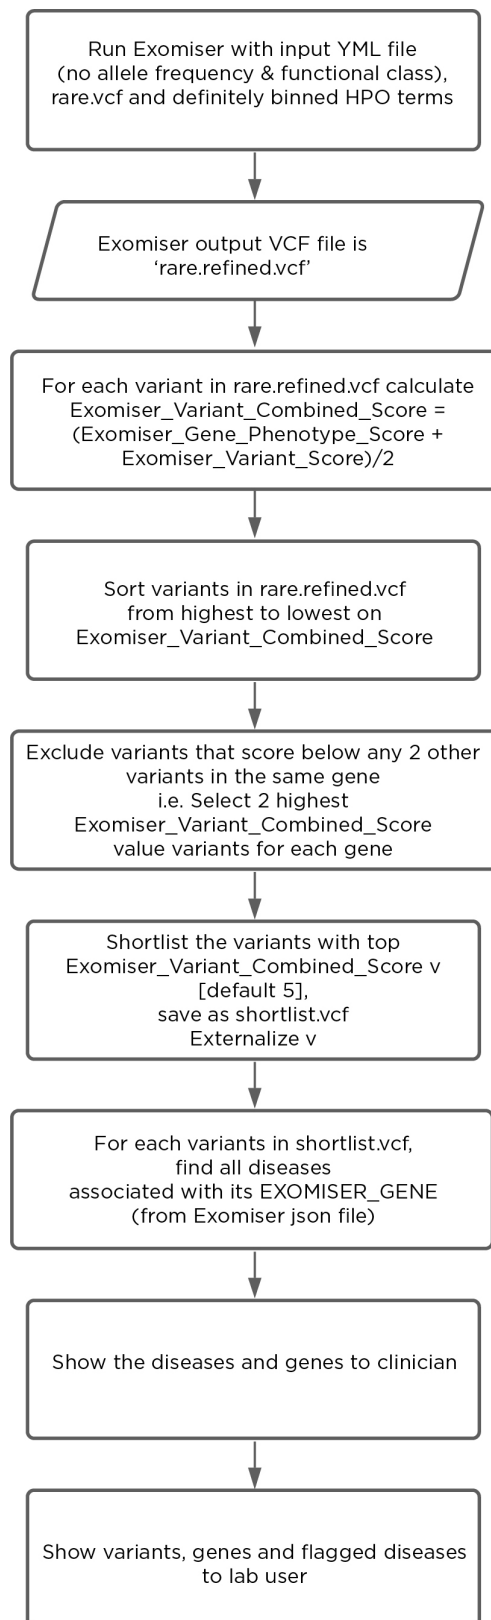 Run Exomiser with input YML file
(no allele frequency & functional class),
rare.vcf and definitely binned HPO terms
Exomiser output VCF file is
‘rare.refined.vcf’
For each variant in rare.refined.vcf calculate
Exomiser_Variant_Combined_Score =
(Exomiser_Gene_Phenotype_Score +
Exomiser_Variant_Score)/2
Sort variants in rare.refined.vcf
from highest to lowest on
Exomiser_Variant_Combined_Score
Exclude variants that score below any 2 other
variants in the same gene
i.e. Select 2 highest
Exomiser_Variant_Combined_Score
value variants for each gene
Shortlist the variants with top
Exomiser_Variant_Combined_Score v
[default 5],
save as shortlist.vcf
Externalize v
For each variants in shortlist.vcf,
find all diseases
associated with its EXOMISER_GENE
(from Exomiser json file)
Show the diseases and genes to clinician
Show variants, genes and flagged diseases
to lab user